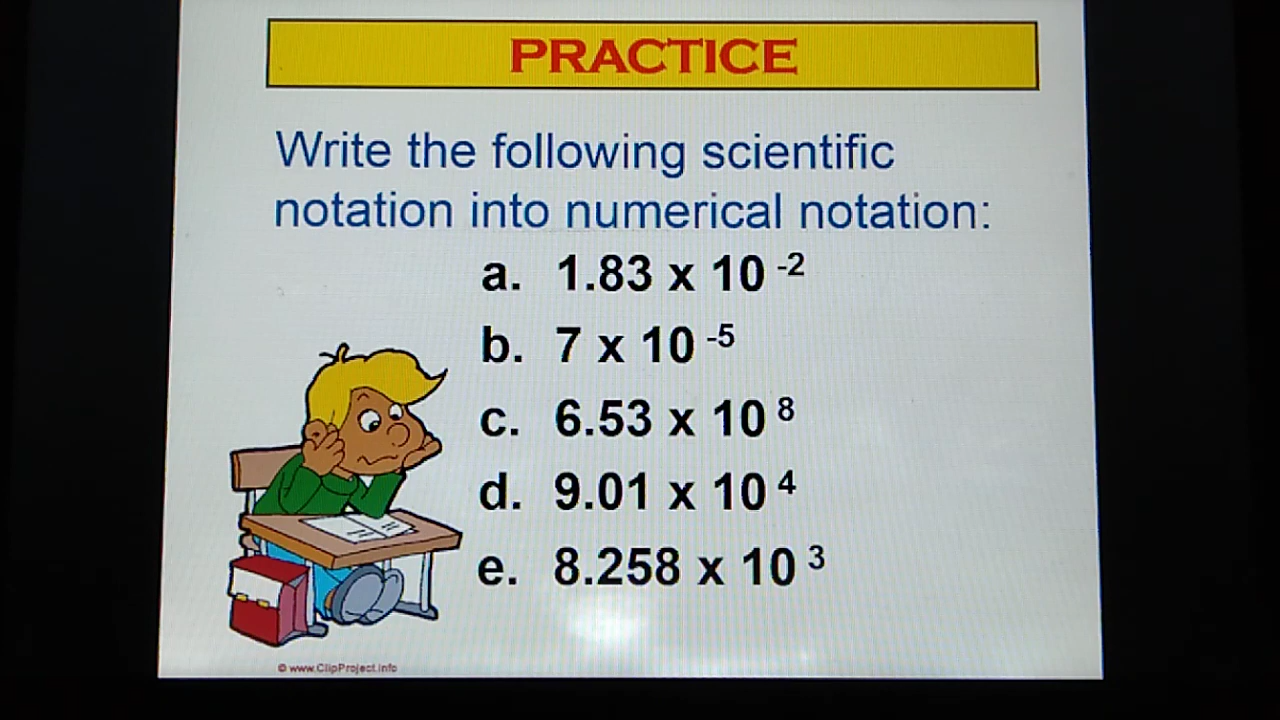 PRACTICE
Write the following scientific
notation into numerical notation:
a. 1.83 x 10 -2
b. 7 x 10 -5
c. 6.53 x 10 8
d. 9.01 x 10 4
e. 8.258 x 10 3
© www.ClipProject.info